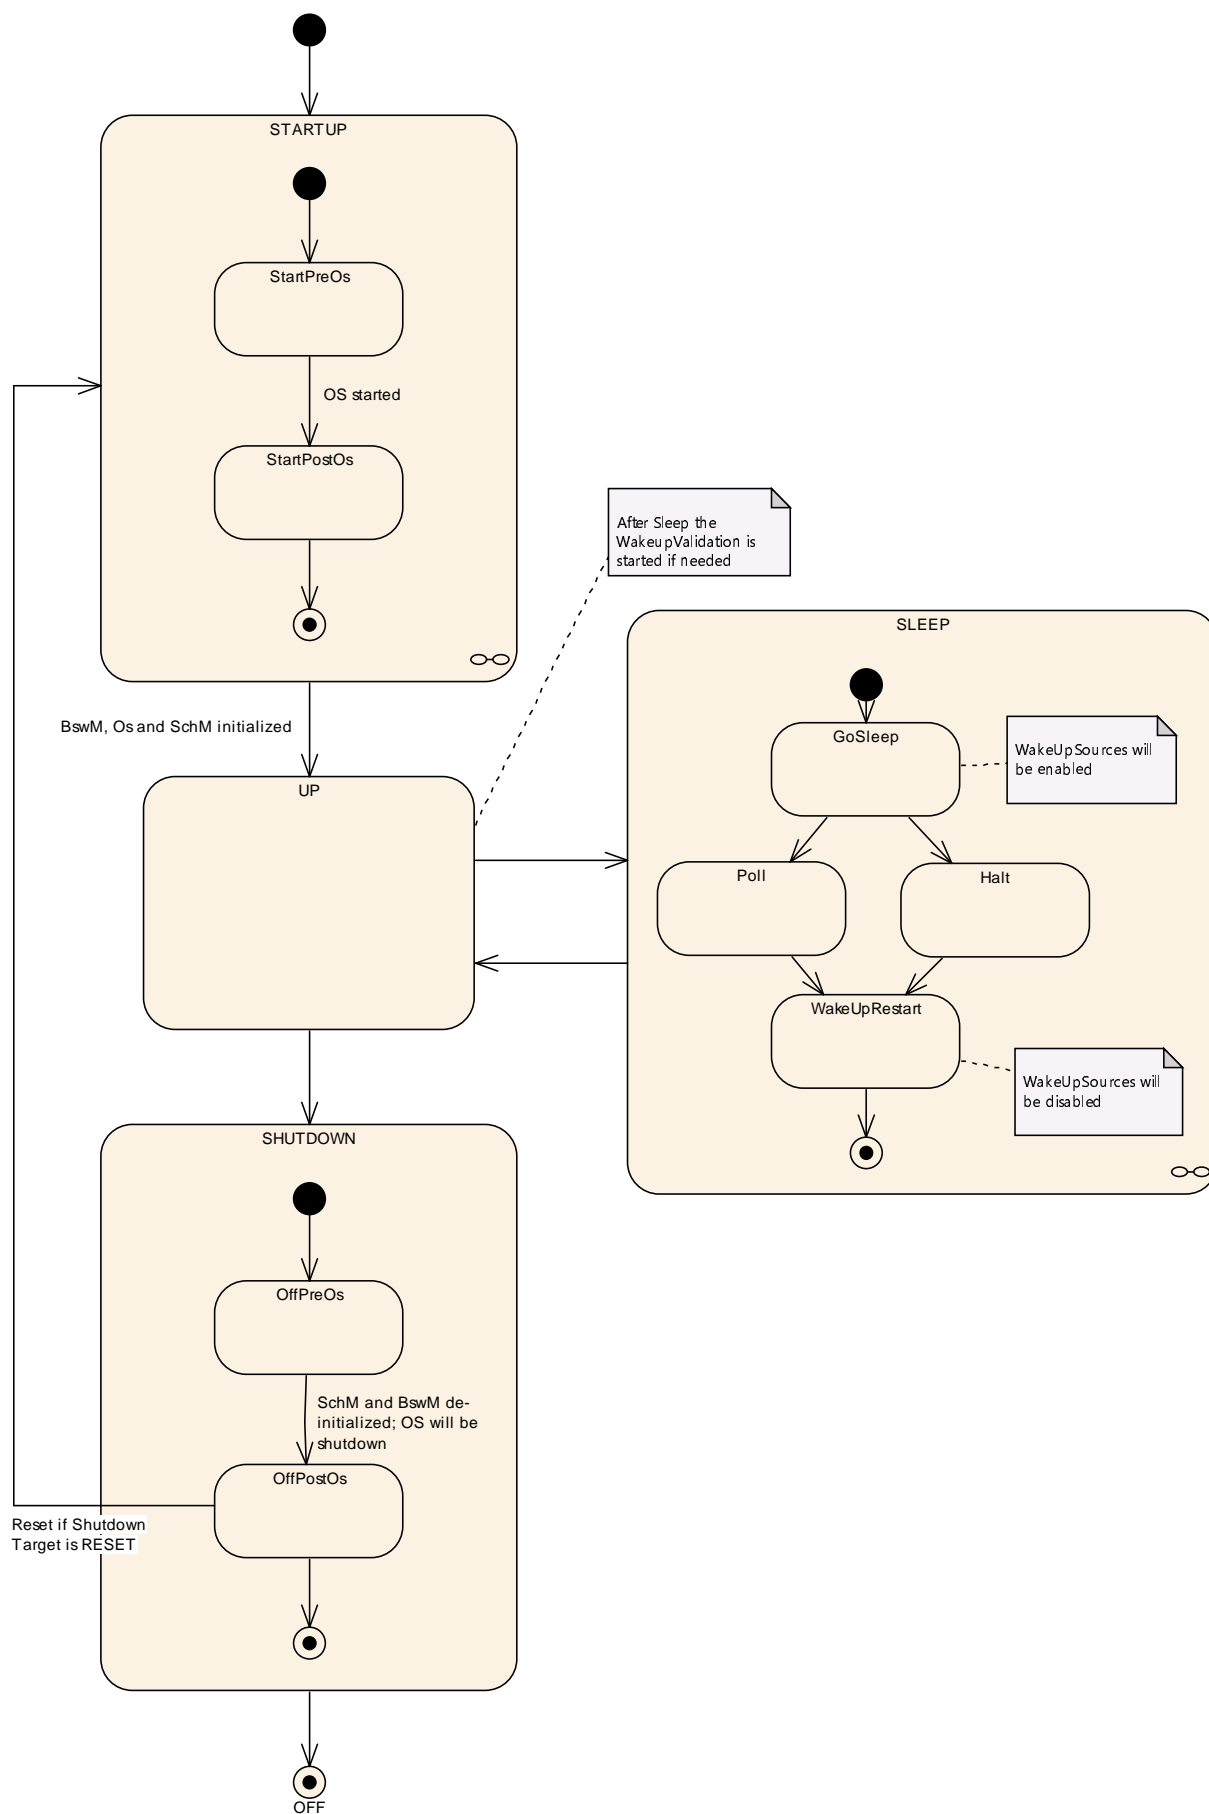 STARTUP
StartPreOs
OS started
StartPostOs
After Sleep the
WakeupValidation is
started if needed
SLEEP
BswM, Os and SchM initialized
GoSleep
WakeUpSources will
be enabled
UP
Poll
Halt
WakeUpRestart
WakeUpSources will
be disabled
SHUTDOWN
OffPreOs
SchM and BswM de-
initialized; OS will be
shutdown
OffPostOs
Reset if Shutdown
Target is RESET
OFF